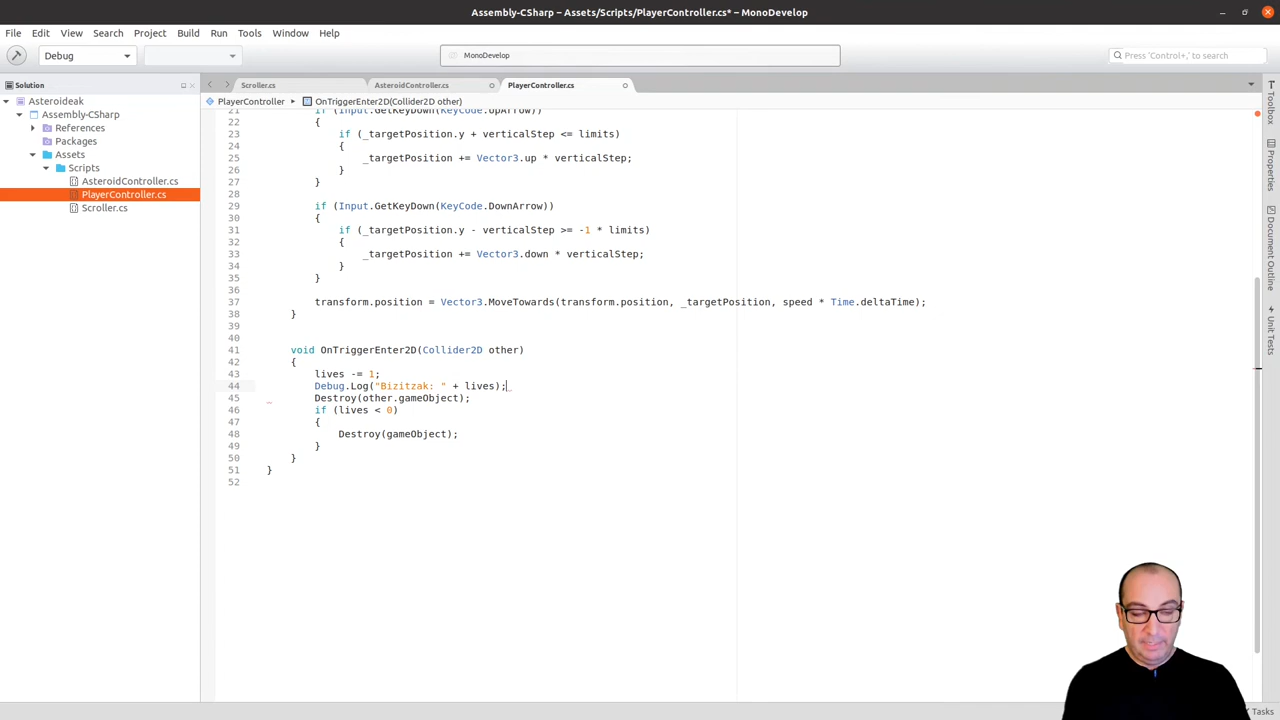 Assembly-CSharp – Assets/Scripts/PlayerController.cs* – MonoDevelop
File Edit View Search Project Build Run Tools Window Help
Debug
MonoDevelop
Press 'Control+,' to search
Solution
Scroller.cs AsteroidController.cs PlayerController.cs
PlayerController OnTriggerEnter2D(Collider2D other)
Asteroideak
Assembly-CSharp
References
Packages
Assets
Scripts
AsteroidController.cs
PlayerController.cs
Scroller.cs
21 if (Input.GetKeyDown(KeyCode.UpArrow))
22 {
23 if (_targetPosition.y + verticalStep <= limits)
24 {
25 _targetPosition += Vector3.up * verticalStep;
26 }
27 }
28
29 if (Input.GetKeyDown(KeyCode.DownArrow))
30 {
31 if (_targetPosition.y - verticalStep >= -1 * limits)
32 {
33 _targetPosition += Vector3.down * verticalStep;
34 }
35 }
36
37 transform.position = Vector3.MoveTowards(transform.position, _targetPosition, speed * Time.deltaTime);
38 }
39
40
41 void OnTriggerEnter2D(Collider2D other)
42 {
43 lives -= 1;
44 Debug.Log("Bizitzak: " + lives);
45 Destroy(other.gameObject);
46 if (lives < 0)
47 {
48 Destroy(gameObject);
49 }
50 }
51 }
52
Toolbox
Properties
Document Outline
Unit Tests
Tasks